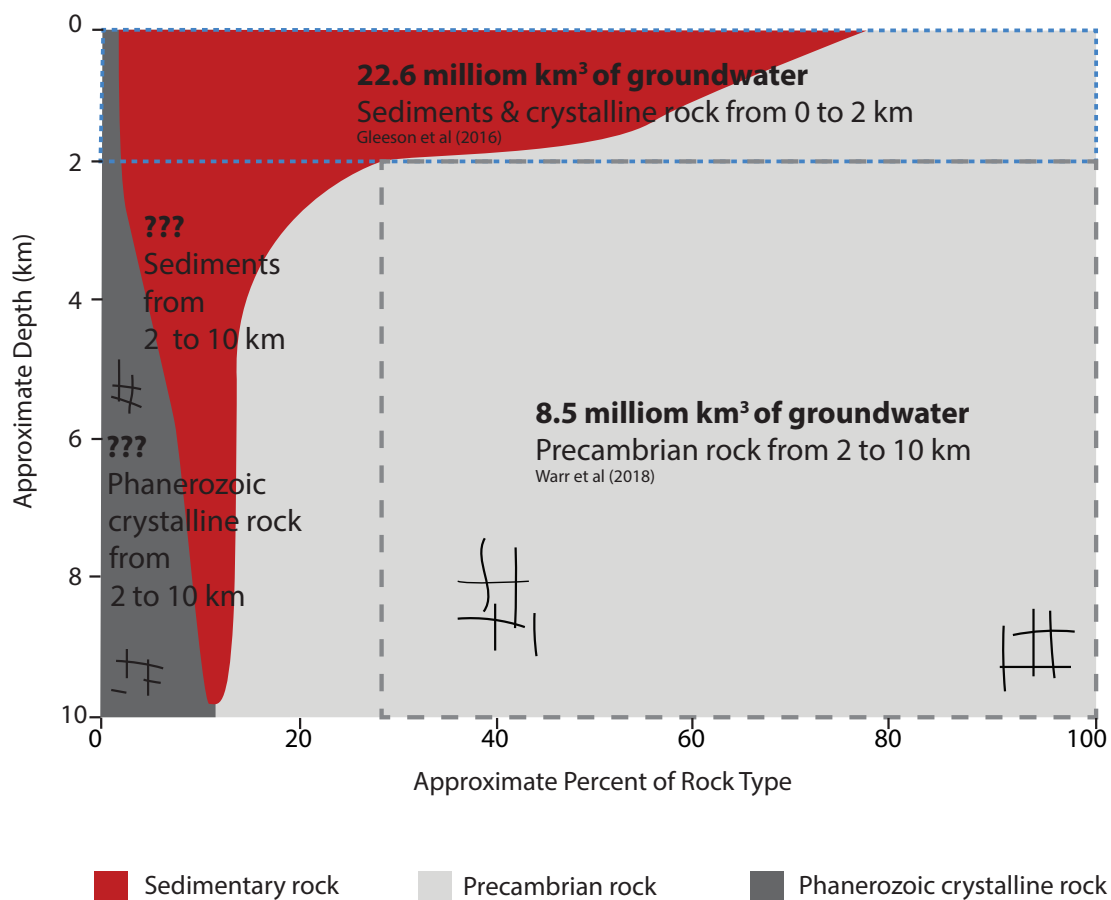 0
22.6 milliom km³ of groundwater
Sediments & crystalline rock from 0 to 2 km
Gleeson et al (2016)
2
???
Sediments
from
2 to 10 km
4
Approximate Depth (km)
8.5 milliom km³ of groundwater
Precambrian rock from 2 to 10 km
Warr et al (2018)
6
???
Phanerozoic
crystalline rock
from
2 to 10 km
8
10
0 20 40 60 80 100
Approximate Percent of Rock Type
Sedimentary rock Precambrian rock Phanerozoic crystalline rock